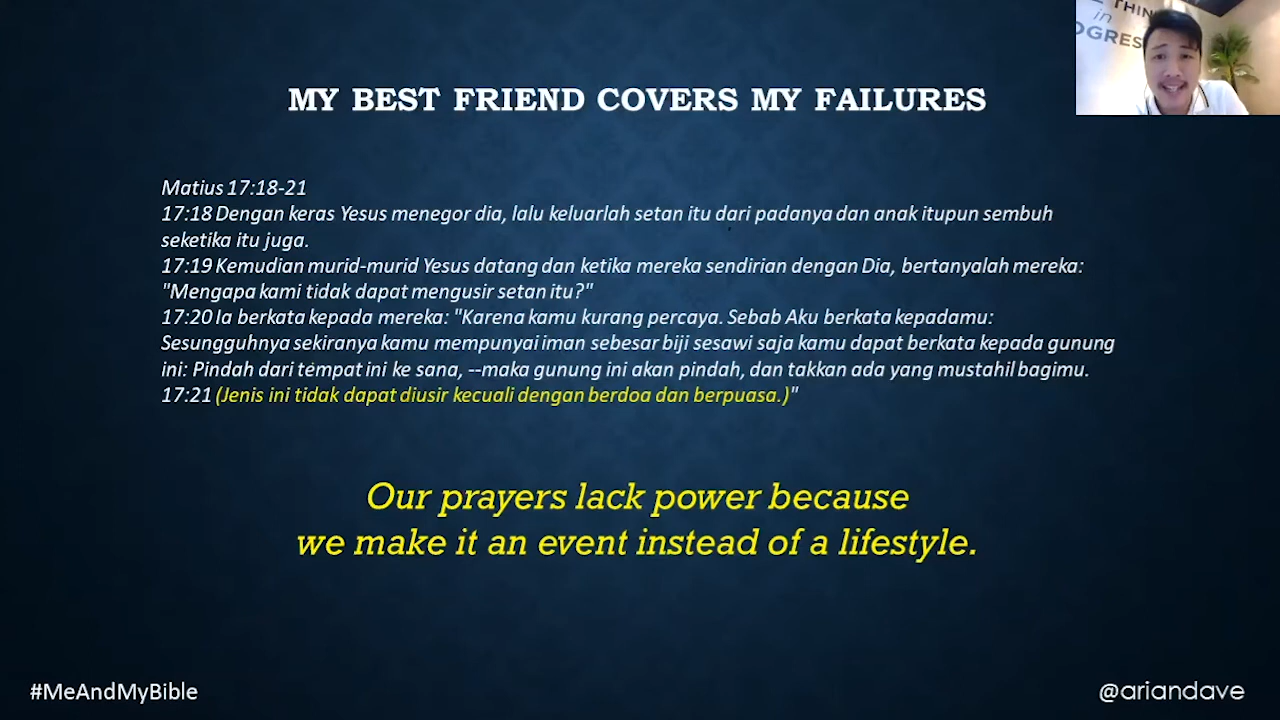 THIN
in
OGRES
MY BEST FRIEND COVERS MY FAILURES
Matius 17:18-21
17:18 Dengan keras Yesus menegor dia, lalu keluarlah setan itu dari padanya dan anak itupun sembuh
seketika itu juga.
17:19 Kemudian murid-murid Yesus datang dan ketika mereka sendirian dengan Dia, bertanyalah mereka:
"Mengapa kami tidak dapat mengusir setan itu?"
17:20 Ia berkata kepada mereka: "Karena kamu kurang percaya. Sebab Aku berkata kepadamu:
Sesungguhnya sekiranya kamu mempunyai iman sebesar biji sesawi saja kamu dapat berkata kepada gunung
ini: Pindah dari tempat ini ke sana, --maka gunung ini akan pindah, dan takkan ada yang mustahil bagimu.
17:21 (Jenis ini tidak dapat diusir kecuali dengan berdoa dan berpuasa.)"
Our prayers lack power because
we make it an event instead of a lifestyle.
#MeAndMyBible
@ariandave